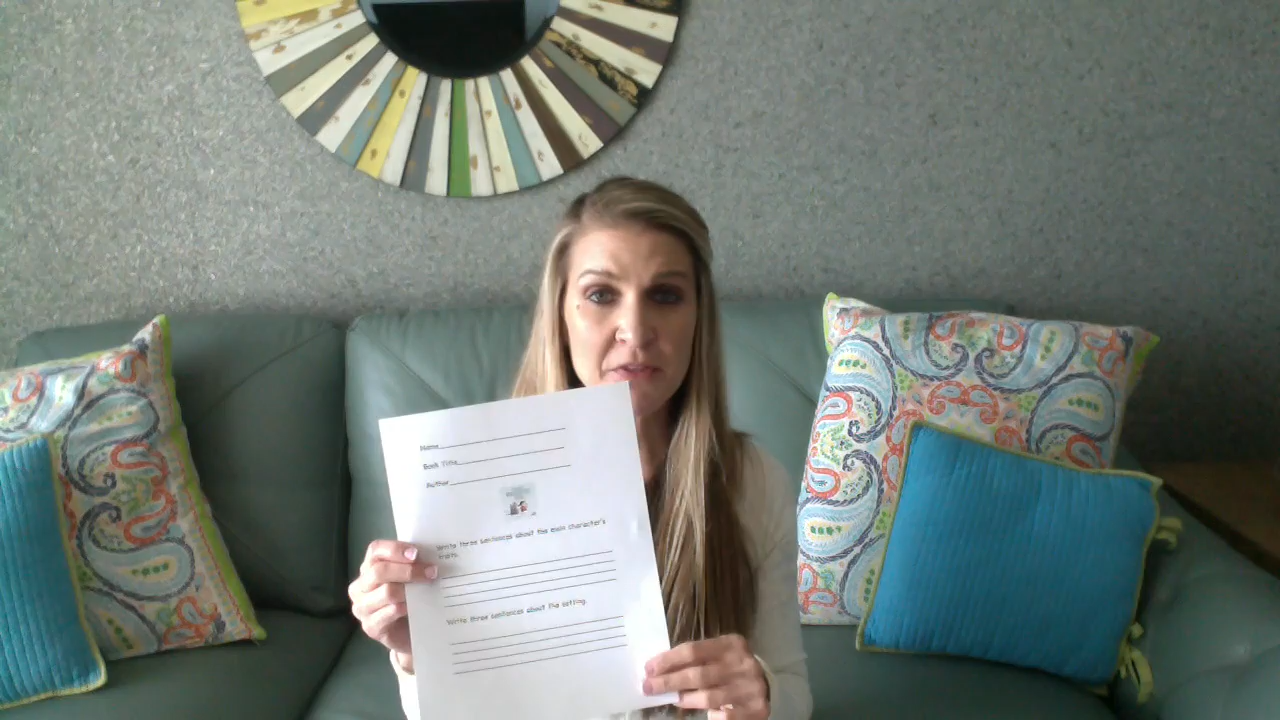 Name
Book Title
Author
Write three sentences about the main character's
traits.
Write three sentences about the setting.